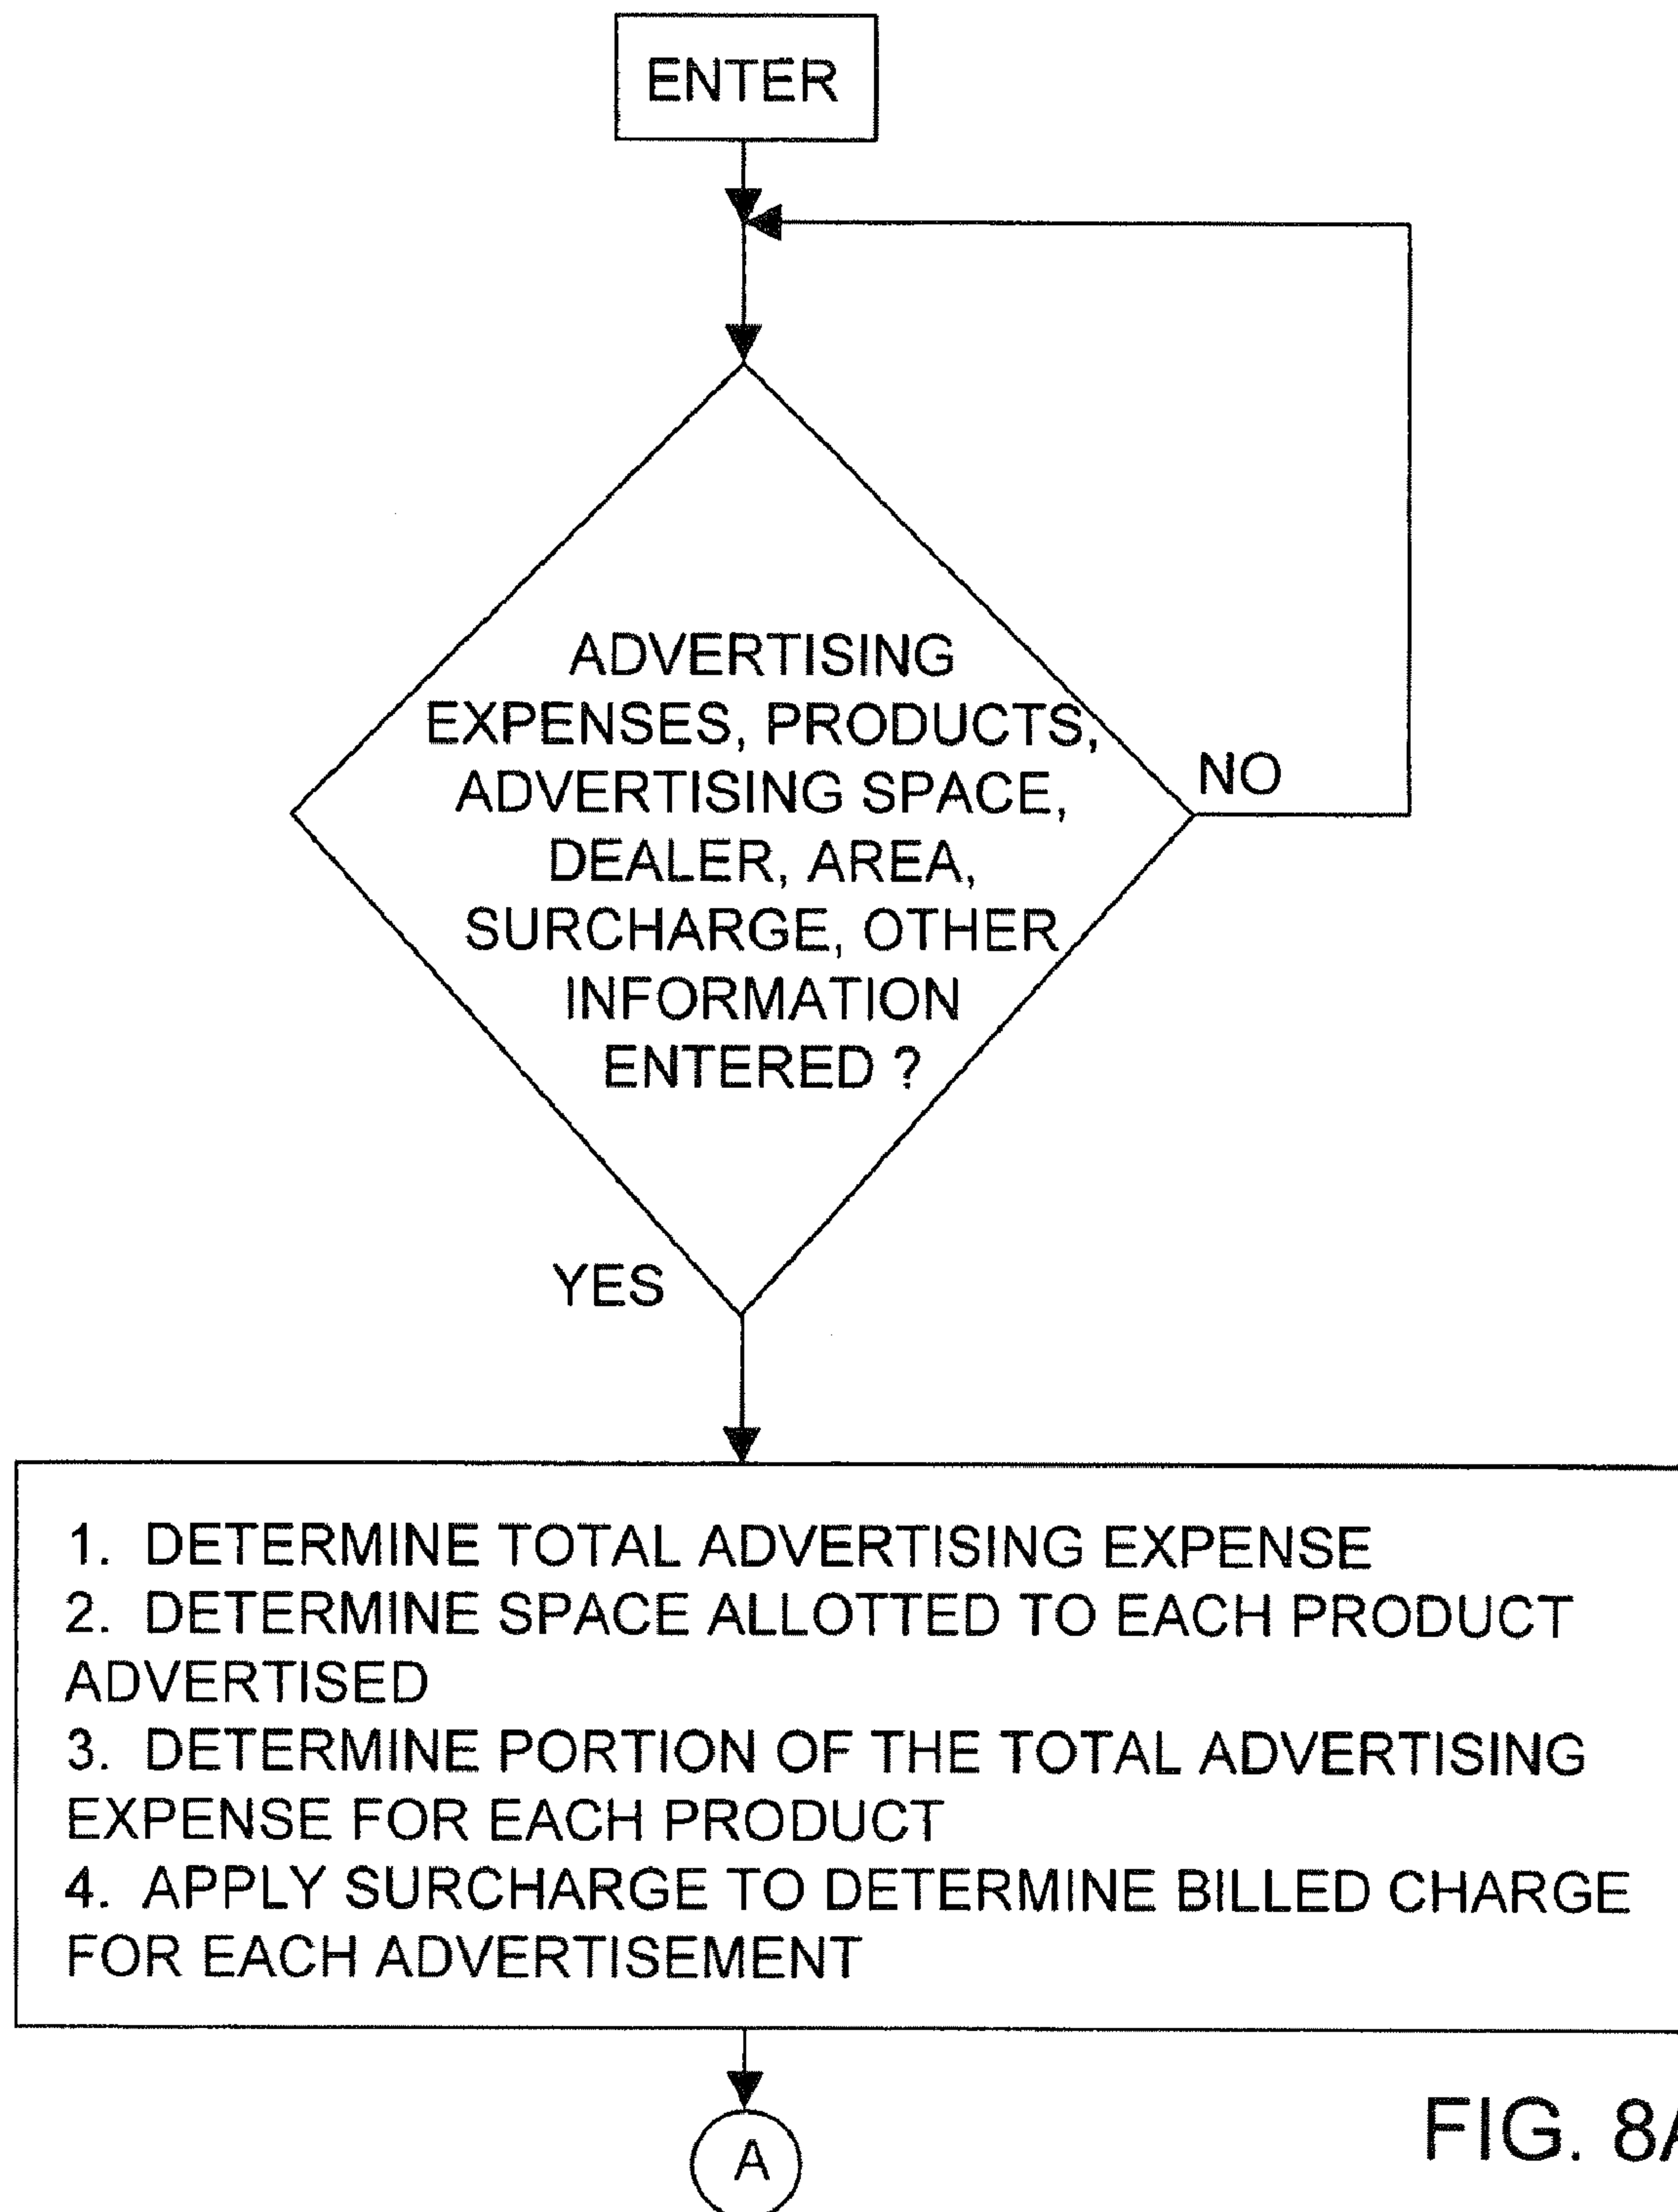 ENTER
ADVERTISING
EXPENSES, PRODUCTS,
ADVERTISING SPACE,
DEALER, AREA,
SURCHARGE, OTHER
INFORMATION
ENTERED ?
NO
YES
1. DETERMINE TOTAL ADVERTISING EXPENSE
2. DETERMINE SPACE ALLOTTED TO EACH PRODUCT
ADVERTISED
3. DETERMINE PORTION OF THE TOTAL ADVERTISING
EXPENSE FOR EACH PRODUCT
4. APPLY SURCHARGE TO DETERMINE BILLED CHARGE
FOR EACH ADVERTISEMENT
A
FIG. 8A